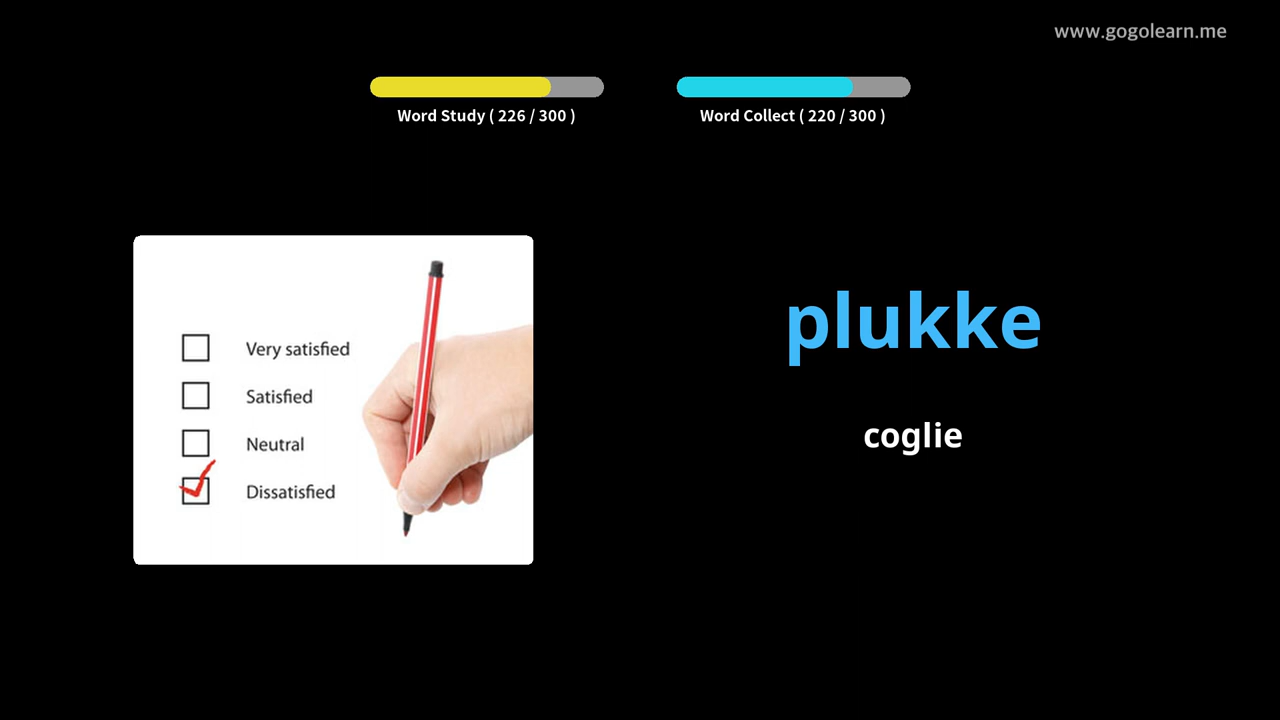 www.gogolearn.me
Word Study ( 226 / 300 )
Word Collect ( 220 / 300 )
Very satisfied
Satisfied
Neutral
Dissatisfied
plukke
coglie